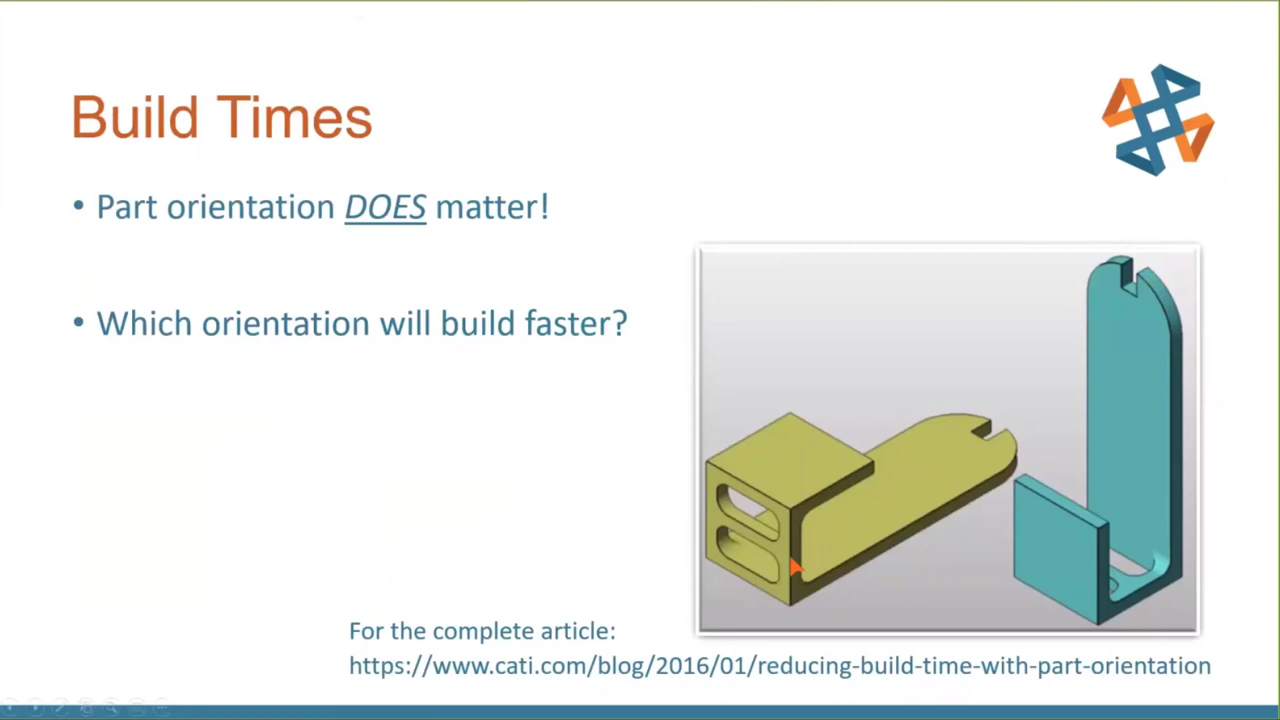 Build Times
• Part orientation DOES matter!
• Which orientation will build faster?
For the complete article:
https://www.cati.com/blog/2016/01/reducing-build-time-with-part-orientation